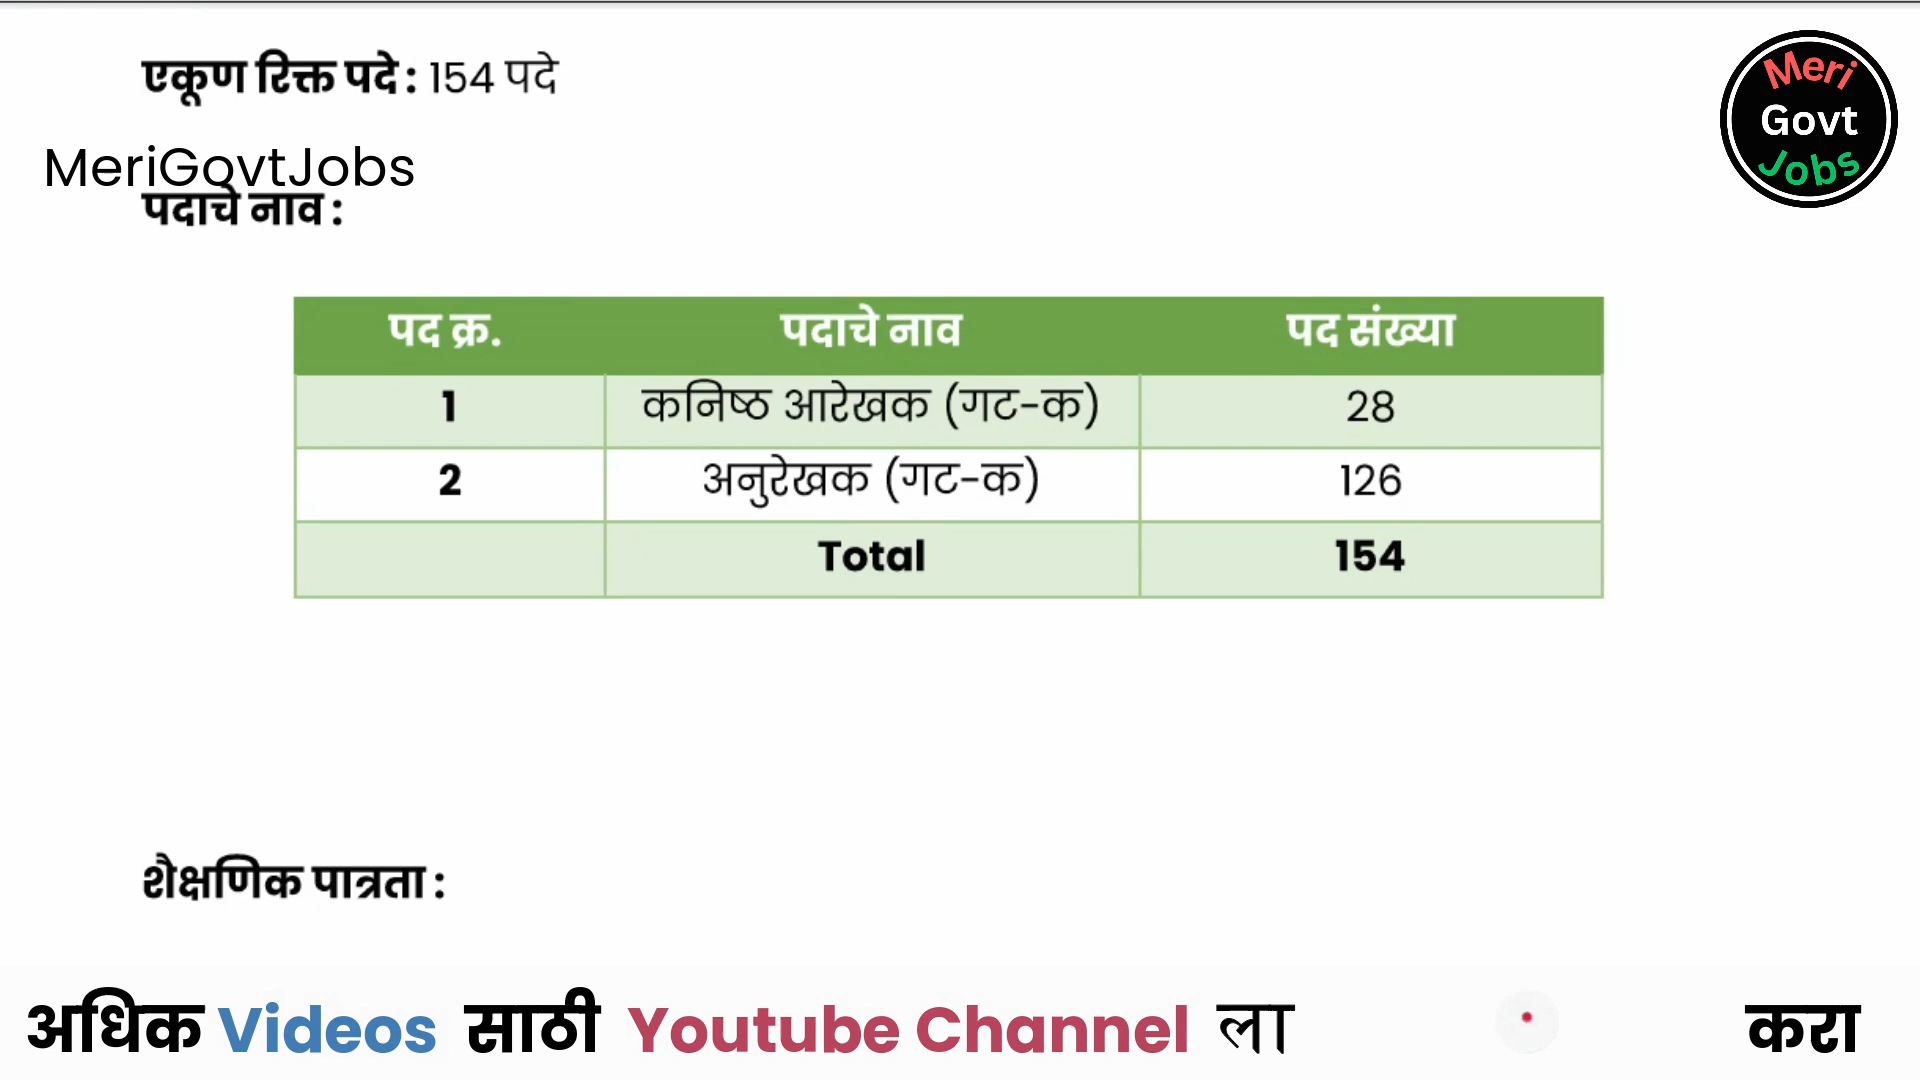 एकूण रिक्त पदे : 154 पदे
Meri
Govt
Jobs
MeriGovtJobs
पदाचे नाव :
पद क्र. पदाचे नाव पद संख्या
1 कनिष्ठ आरेखक (गट-क) 28
2 अनुरेखक (गट-क) 126
Total 154
शैक्षणिक पात्रता :
अधिक Videos साठी Youtube Channel ला करा